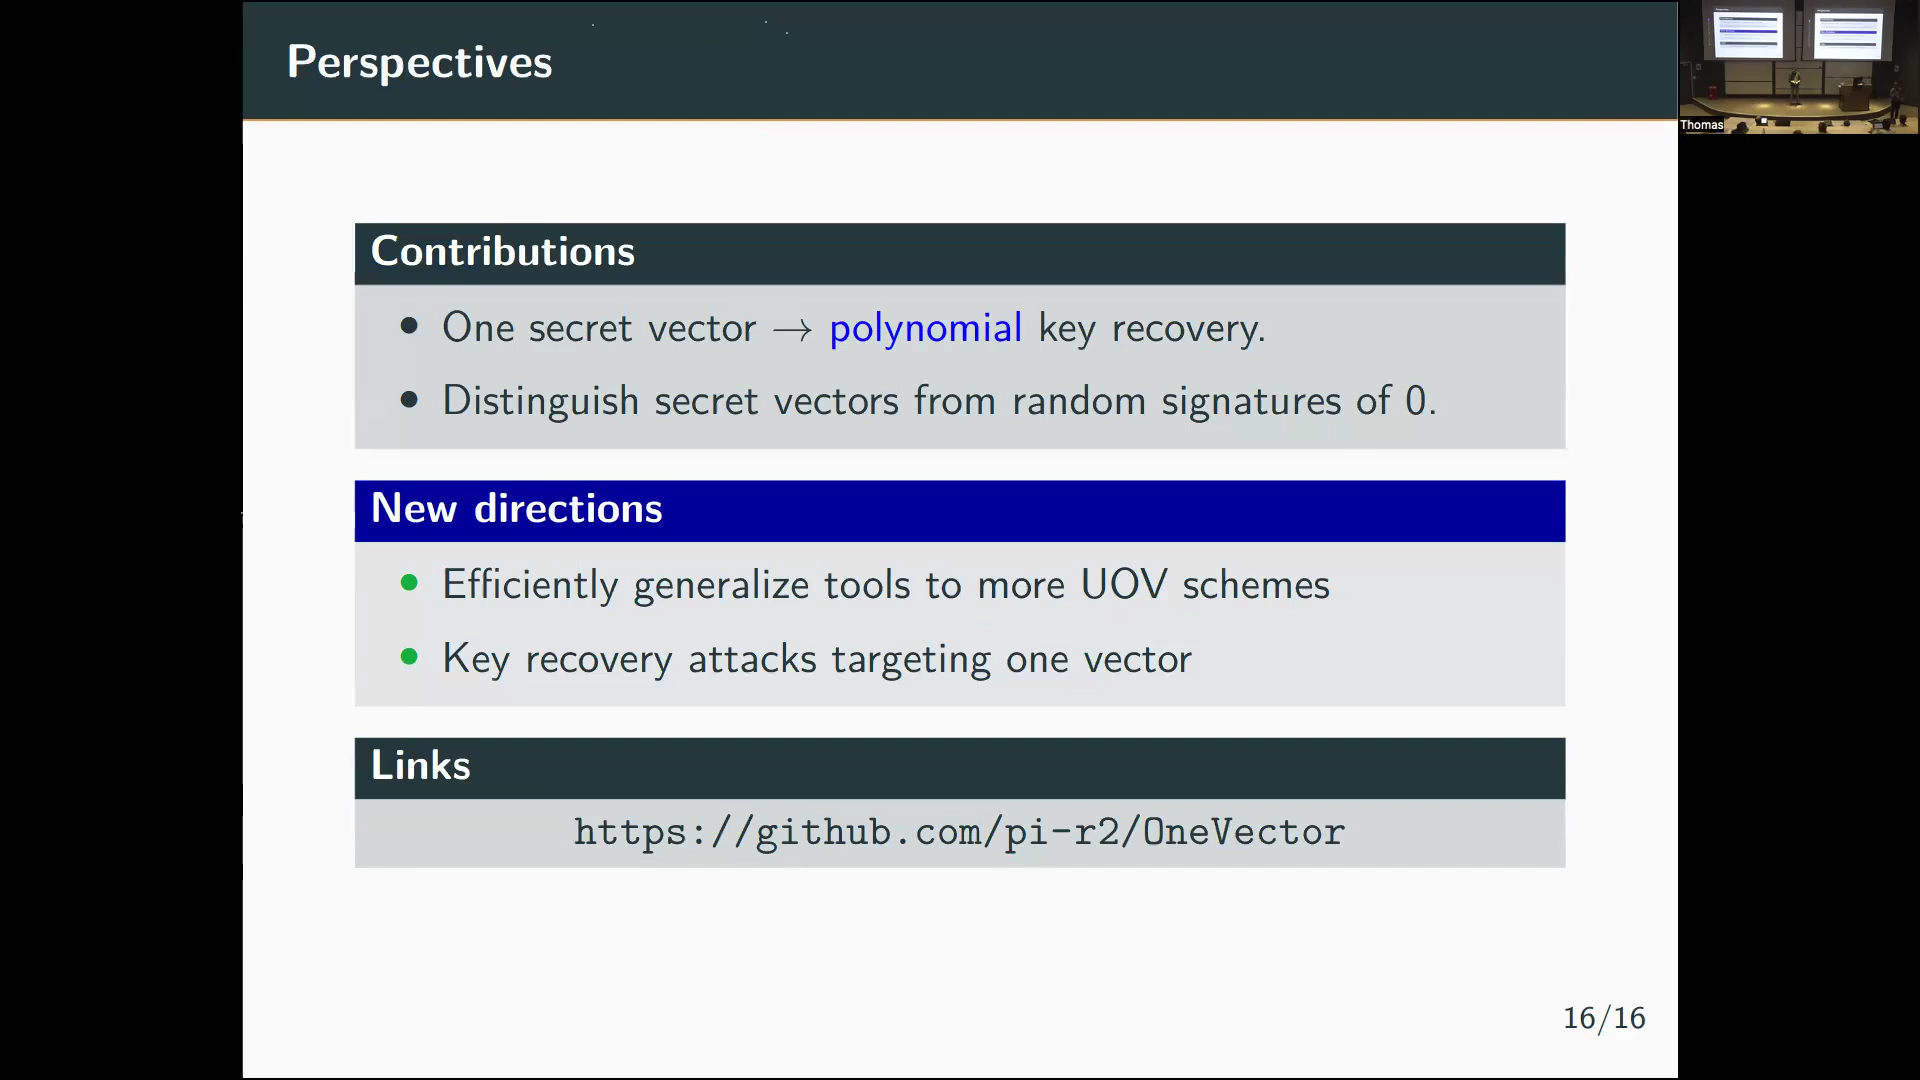 Perspectives
Thomas
Contributions
• One secret vector → polynomial key recovery.
• Distinguish secret vectors from random signatures of 0.
New directions
• Efficiently generalize tools to more UOV schemes
• Key recovery attacks targeting one vector
Links
https://github.com/pi-r2/OneVector
16/16